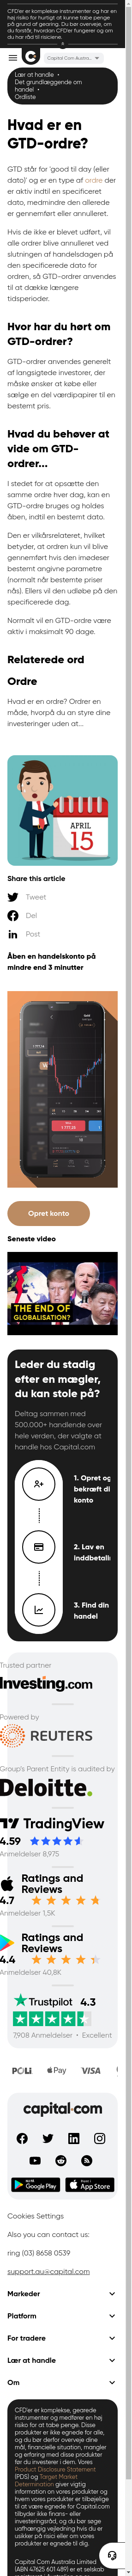 CFD'er er komplekse instrumenter og har en
høj risiko for hurtigt at kunne tabe penge
på grund af gearing. Du bør overveje, om
du forstår, hvordan CFD'er fungerer og om
du har råd til risiciene.
Capital Com Austra...
Lær at handle •
Det grundlæggende om
handel •
Ordliste
Hvad er en
GTD-ordre?
GTD står for 'good til day (eller
dato)' og er en type af ordre der
er aktiv indtil en specificeret
dato, medmindre den allerede
er gennemført eller annulleret.
Hvis de ikke er blevet udført, vil
alle ordre automatisk blive
annulleret når de når den
specificerede dato for
ordren, så GTD-ordrer anvendes
til at dække længere
tidsperioder.
Hvor har du hørt om
GTD-ordrer?
GTD-ordrer anvendes generelt
af langsigtede investorer, der
måske ønsker at købe eller
sælge en del værdipapirer til en
bestemt pris.
Hvad du behøver at
vide om GTD-
ordrer...
I stedet for at opsætte den
samme ordre hver dag, kan en
GTD-ordre bruges og holdes
åben, indtil en bestemt dato.
Den er vilkårsrelateret, hvilket
betyder, at ordren kun vil blive
gennemført hvis den indøeser
bestemt angivne parametre
(normalt når en bestemt priser
nås). Ellers vil den udløbe på den
specificerede dag.
Normalt vil en GTD-ordre være
aktiv i maksimalt 90 dage.
Relaterede ord
Ordre
Hvad er en ordre? Ordrer en
måde, hvorpå du an styre dine
investeringer uden at...
APRIL
15
Share this article
Tweet
Del
Post
Åben en handelskonto på
mindre end 3 minutter
Opret konto
Seneste video
THE END OF
GLOBALISATION?
Leder du stadig
efter en mægler,
du kan stole på?
Deltag sammen med
500.000+ handlende over
hele verden, der valgte at
handle hos Capital.com
1. Opret og
bekræft di
konto
2. Lav en
inddbetalin
3. Find din
handel
Trusted partner
Investing.com
Powered by
REUTERS
Group's Parent Entity is audited by
Deloitte.
TradingView
4.59
Anmeldelser 8,975
Ratings and
Reviews
4.7
Anmeldelser 1,5K
Ratings and
Reviews
4.4
Anmeldelser 40,8K
Trustpilot 4.3
7,908 Anmeldelser • Excellent
POLi Apple Pay VISA
capital.com
Google Play
App Store
Cookies Settings
Also you can contact us:
ring (03) 8658 0539
support.au@capital.com
Markeder
Platform
For tradere
Lær at handle
Om
CFD'er er komplekse, gearede
instrumenter og medfører en høj
risiko for at tabe penge. Disse
produkter er ikke egnede for alle,
og du bør derfor overveje dine
mål, finansielle situation, mangler
og erfaring med disse produkter
før du investerer i dem. Vores
Product Disclosure Statement
(PDS) og Target Market
Determination giver vigtig
information om vores produkter og
hvem vores produkter er tilbøjelige
til at være egnede for Capital.com
tilbyder ikke finans- eller
investeringsråd, og du bør søge
uafhængig vejledning hvis du er
usikker på risici eller om vores
produkter er egnede til dig.
Capital Com Australia Limited
(ABN 47625 601 489) er et selskab